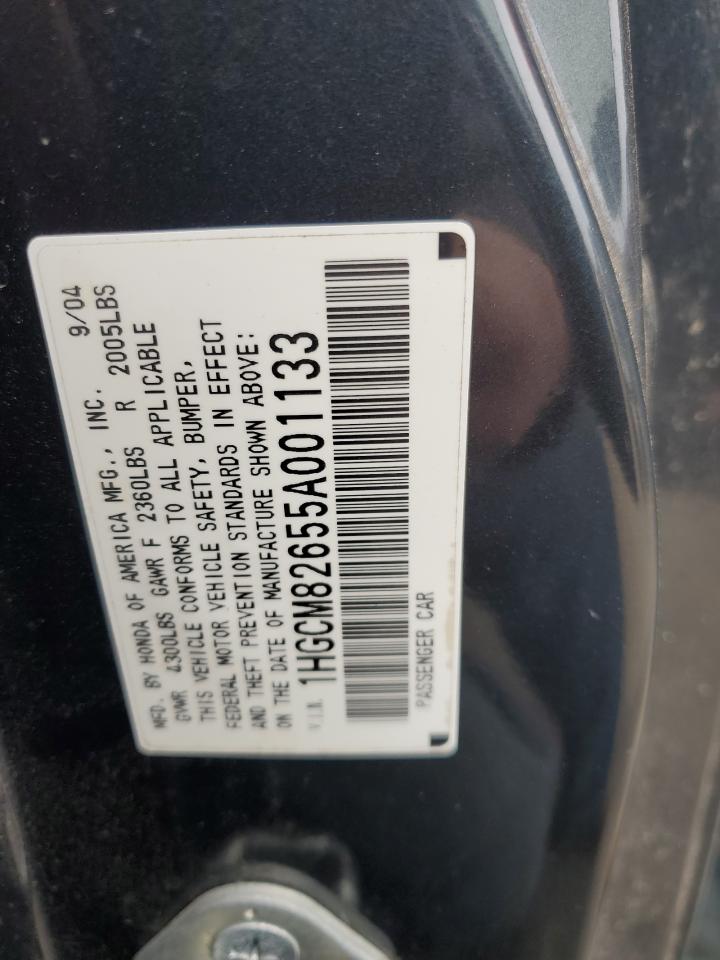 MFD. BY HONDA OF AMERICA MFG., INC. 9/04
GVWR 4300LBS GAWR F 2360LBS R 2005LBS
THIS VEHICLE CONFORMS TO ALL APPLICABLE
FEDERAL MOTOR VEHICLE SAFETY, BUMPER,
AND THEFT PREVENTION STANDARDS IN EFFECT
ON THE DATE OF MANUFACTURE SHOWN ABOVE:
V.I.N. 1HGCM82655A001133
PASSENGER CAR